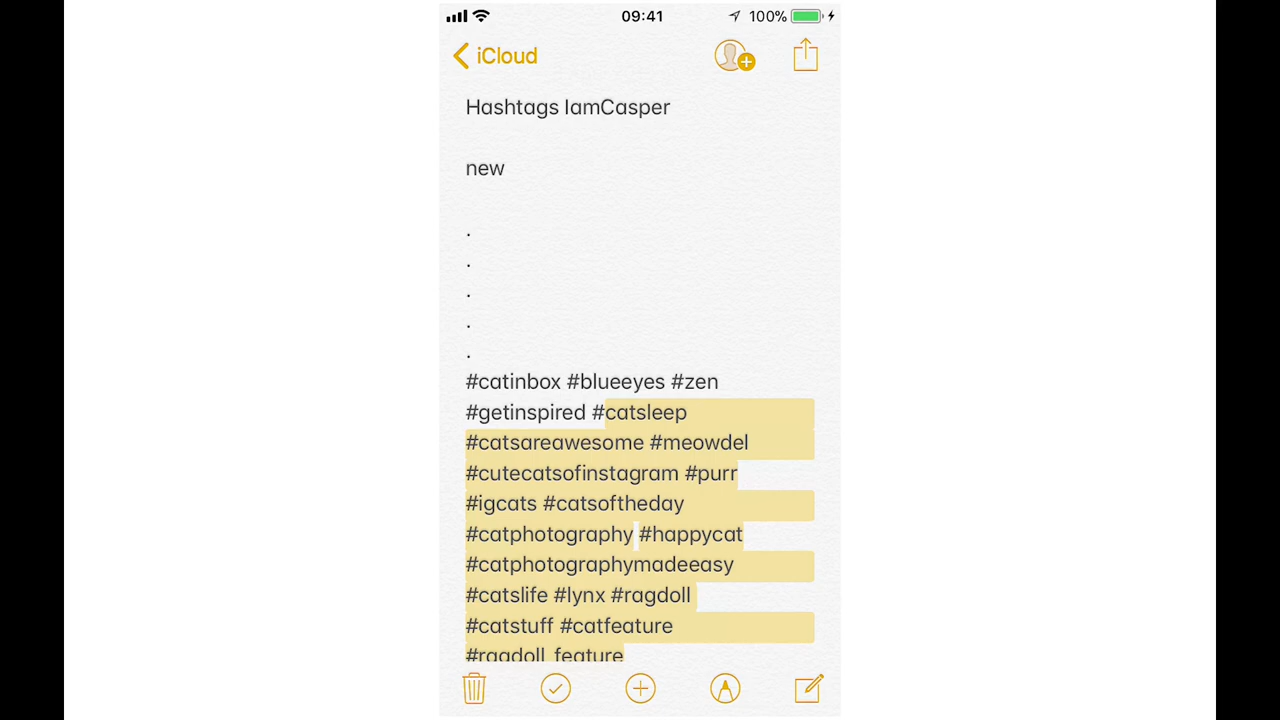 09:41
100%
iCloud
Hashtags IamCasper
new
.
.
.
.
.
#catinbox #blueeyes #zen
#getinspired #catsleep
#catsareawesome #meowdel
#cutecatsofinstagram #purr
#igcats #catsoftheday
#catphotography #happycat
#catphotographymadeeasy
#catslife #lynx #ragdoll
#catstuff #catfeature
#ragdoll_feature